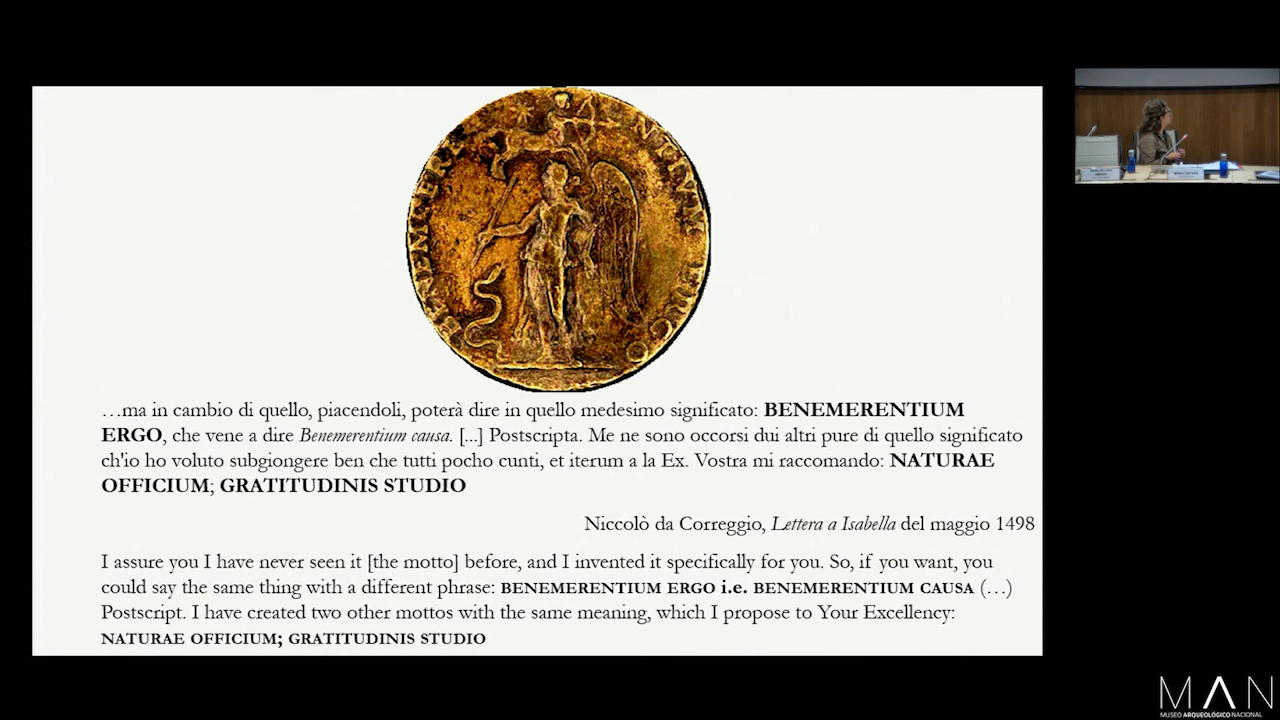 BENEMERENTIUM ERGO
…ma in cambio di quello, piacendoli, poterà dire in quello medesimo significato: BENEMERENTIUM
ERGO, che vene a dire Benemerentium causa. [...] Postscripta. Me ne sono occorsi dui altri pure di quello significato
ch'io ho voluto subgiongere ben che tutti pocho cunti, et iterum a la Ex. Vostra mi raccomando: NATURAE
OFFICIUM; GRATITUDINIS STUDIO
Niccolò da Correggio, Lettera a Isabella del maggio 1498
I assure you I have never seen it [the motto] before, and I invented it specifically for you. So, if you want, you
could say the same thing with a different phrase: BENEMERENTIUM ERGO i.e. BENEMERENTIUM CAUSA (…)
Postscript. I have created two other mottos with the same meaning, which I propose to Your Excellency:
NATURAE OFFICIUM; GRATITUDINIS STUDIO
MAN
MUSEO ARQUEOLÓGICO NACIONAL